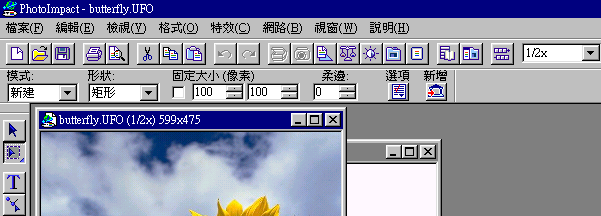 PhotoImpact - butterfly.UFO
檔案(F) 編輯(E) 檢視(V) 格式(O) 特效(C) 網路(B) 視窗(W) 說明(H)
1/2x
模式: 形狀: 固定大小 (像素) 柔邊: 選項 新增
新建 矩形 100 100 0
butterfly.UFO (1/2x) 599x475
T